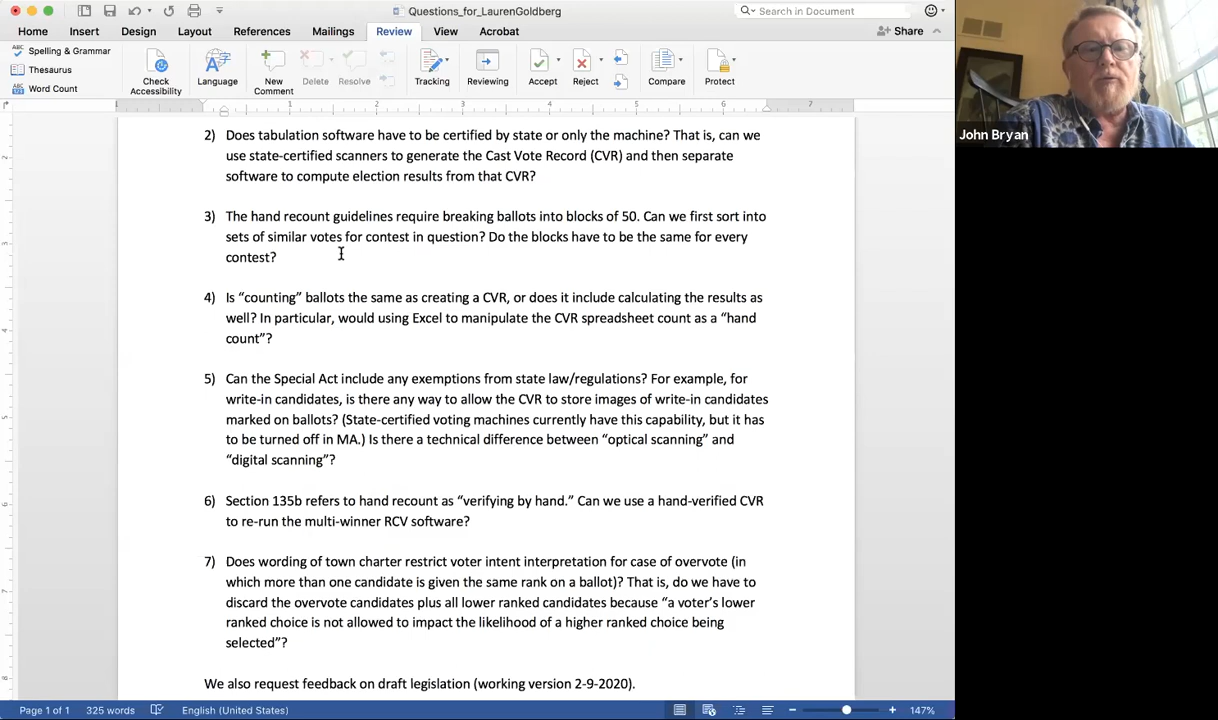 Questions_for_LaurenGoldberg
Search in Document
Home Insert Design Layout References Mailings Review View Acrobat Share
Spelling & Grammar
Thesaurus
Word Count
Check Accessibility
Language
New Comment
Delete
Resolve
Tracking
Reviewing
Accept
Reject
Compare
Protect
John Bryan
1 1 2 3 4 5 6 7
2) Does tabulation software have to be certified by state or only the machine? That is, can we
use state-certified scanners to generate the Cast Vote Record (CVR) and then separate
software to compute election results from that CVR?
3) The hand recount guidelines require breaking ballots into blocks of 50. Can we first sort into
sets of similar votes for contest in question? Do the blocks have to be the same for every
contest?
4) Is “counting” ballots the same as creating a CVR, or does it include calculating the results as
well? In particular, would using Excel to manipulate the CVR spreadsheet count as a “hand
count”?
5) Can the Special Act include any exemptions from state law/regulations? For example, for
write-in candidates, is there any way to allow the CVR to store images of write-in candidates
marked on ballots? (State-certified voting machines currently have this capability, but it has
to be turned off in MA.) Is there a technical difference between “optical scanning” and
“digital scanning”?
6) Section 135b refers to hand recount as “verifying by hand.” Can we use a hand-verified CVR
to re-run the multi-winner RCV software?
7) Does wording of town charter restrict voter intent interpretation for case of overvote (in
which more than one candidate is given the same rank on a ballot)? That is, do we have to
discard the overvote candidates plus all lower ranked candidates because “a voter’s lower
ranked choice is not allowed to impact the likelihood of a higher ranked choice being
selected”?
We also request feedback on draft legislation (working version 2-9-2020).
Page 1 of 1 325 words English (United States) 147%